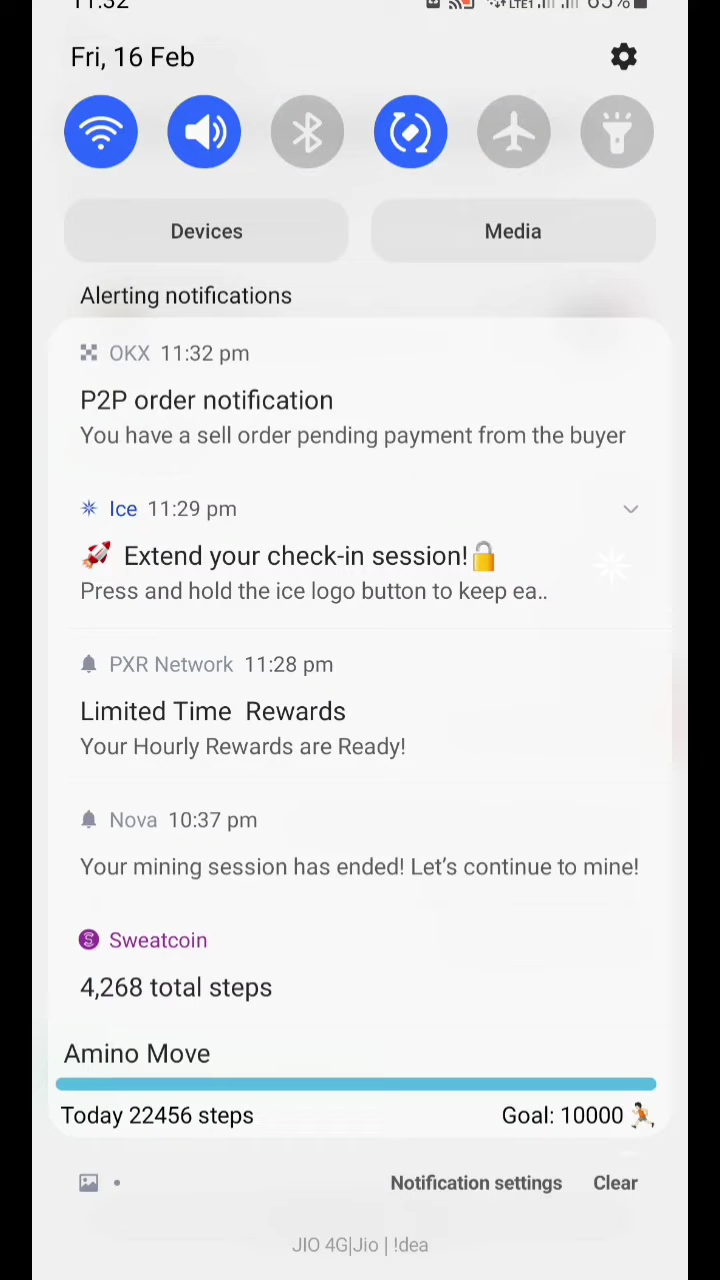 11:32
LTE1 65%
Fri, 16 Feb
Devices
Media
Alerting notifications
OKX 11:32 pm
P2P order notification
You have a sell order pending payment from the buyer
Ice 11:29 pm
🚀 Extend your check-in session!🔓
Press and hold the ice logo button to keep ea..
PXR Network 11:28 pm
Limited Time  Rewards
Your Hourly Rewards are Ready!
Nova 10:37 pm
Your mining session has ended! Let's continue to mine!
Sweatcoin
4,268 total steps
Amino Move
Today 22456 steps
Goal: 10000 🏃
Notification settings
Clear
JIO 4G|Jio | !dea